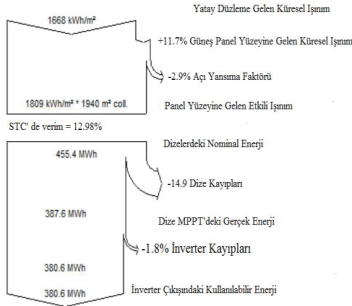 Yatay Düzleme Gelen Küresel Işınım
1668 kWh/m²
+11.7% Güneş Panel Yüzeyine Gelen Küresel Işınım
-2.9% Açı Yansıma Faktörü
1809 kWh/m² * 1940 m² coll.
Panel Yüzeyine Gelen Etkili Işınım
STC' de verim = 12.98%
Dizelerdeki Nominal Enerji
455.4 MWh
-14.9 Dize Kayıpları
387.6 MWh
Dize MPPT'deki Gerçek Enerji
-1.8% İnverter Kayıpları
380.6 MWh
380.6 MWh
İnverter Çıkışındaki Kullanılabilir Enerji